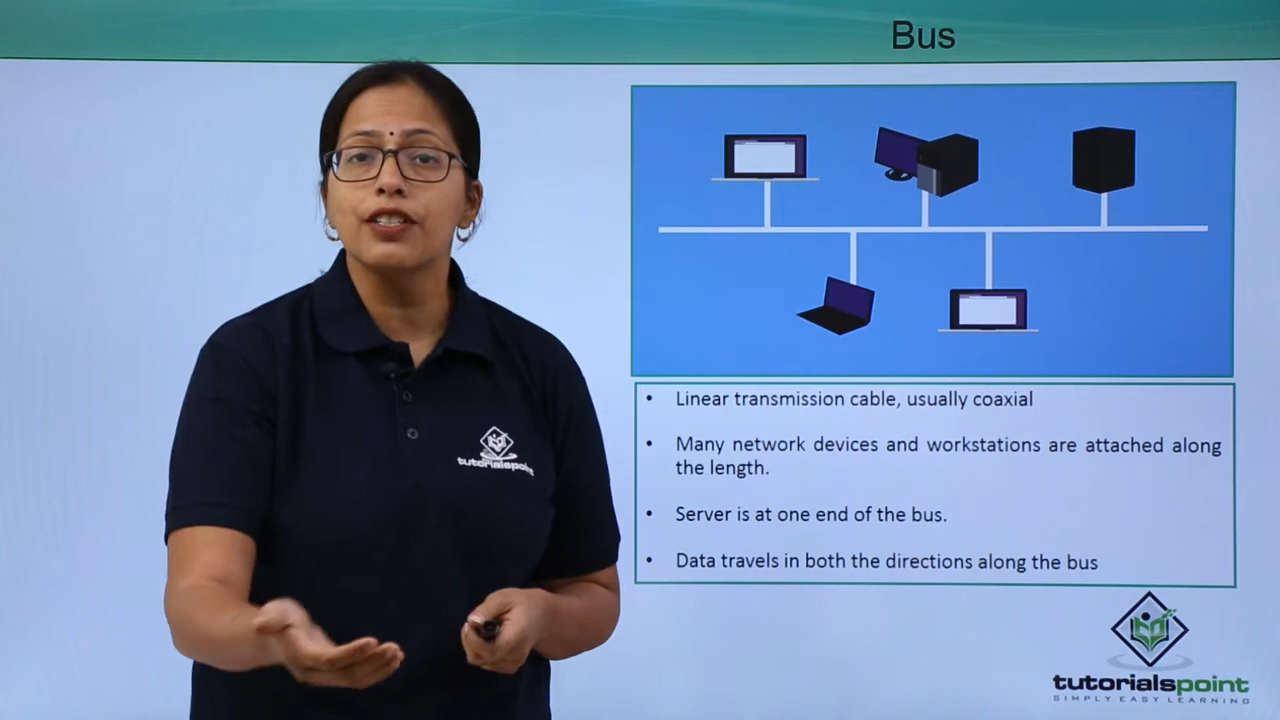 Bus
• Linear transmission cable, usually coaxial
• Many network devices and workstations are attached along
the length.
• Server is at one end of the bus.
• Data travels in both the directions along the bus
tutorialspoint
tutorialspoint
SIMPLY EASY LEARNING